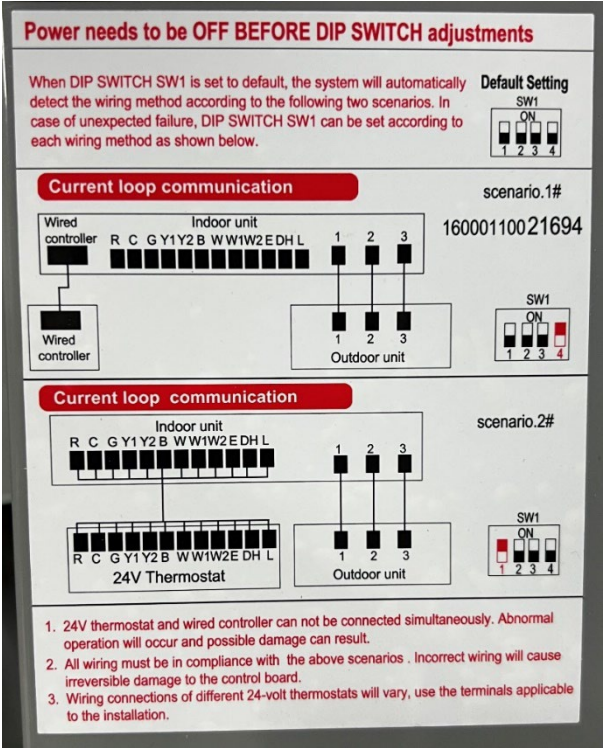 Power needs to be OFF BEFORE DIP SWITCH adjustments
When DIP SWITCH SW1 is set to default, the system will automatically
detect the wiring method according to the following two scenarios. In
case of unexpected failure, DIP SWITCH SW1 can be set according to
each wiring method as shown below.
Default Setting
SW1
ON
1 2 3 4
Current loop communication
scenario.1#
16000110021694
Wired
controller
Indoor unit
R C G Y1 Y2 B W W1 W2 E DH L
1 2 3
Wired
controller
1 2 3
Outdoor unit
SW1
ON
1 2 3 4
Current loop communication
scenario.2#
Indoor unit
R C G Y1 Y2 B W W1 W2 E DH L
1 2 3
R C G Y1 Y2 B W W1 W2 E DH L
24V Thermostat
1 2 3
Outdoor unit
SW1
ON
1 2 3 4
1. 24V thermostat and wired controller can not be connected simultaneously. Abnormal
operation will occur and possible damage can result.
2. All wiring must be in compliance with the above scenarios . Incorrect wiring will cause
irreversible damage to the control board.
3. Wiring connections of different 24-volt thermostats will vary, use the terminals applicable
to the installation.